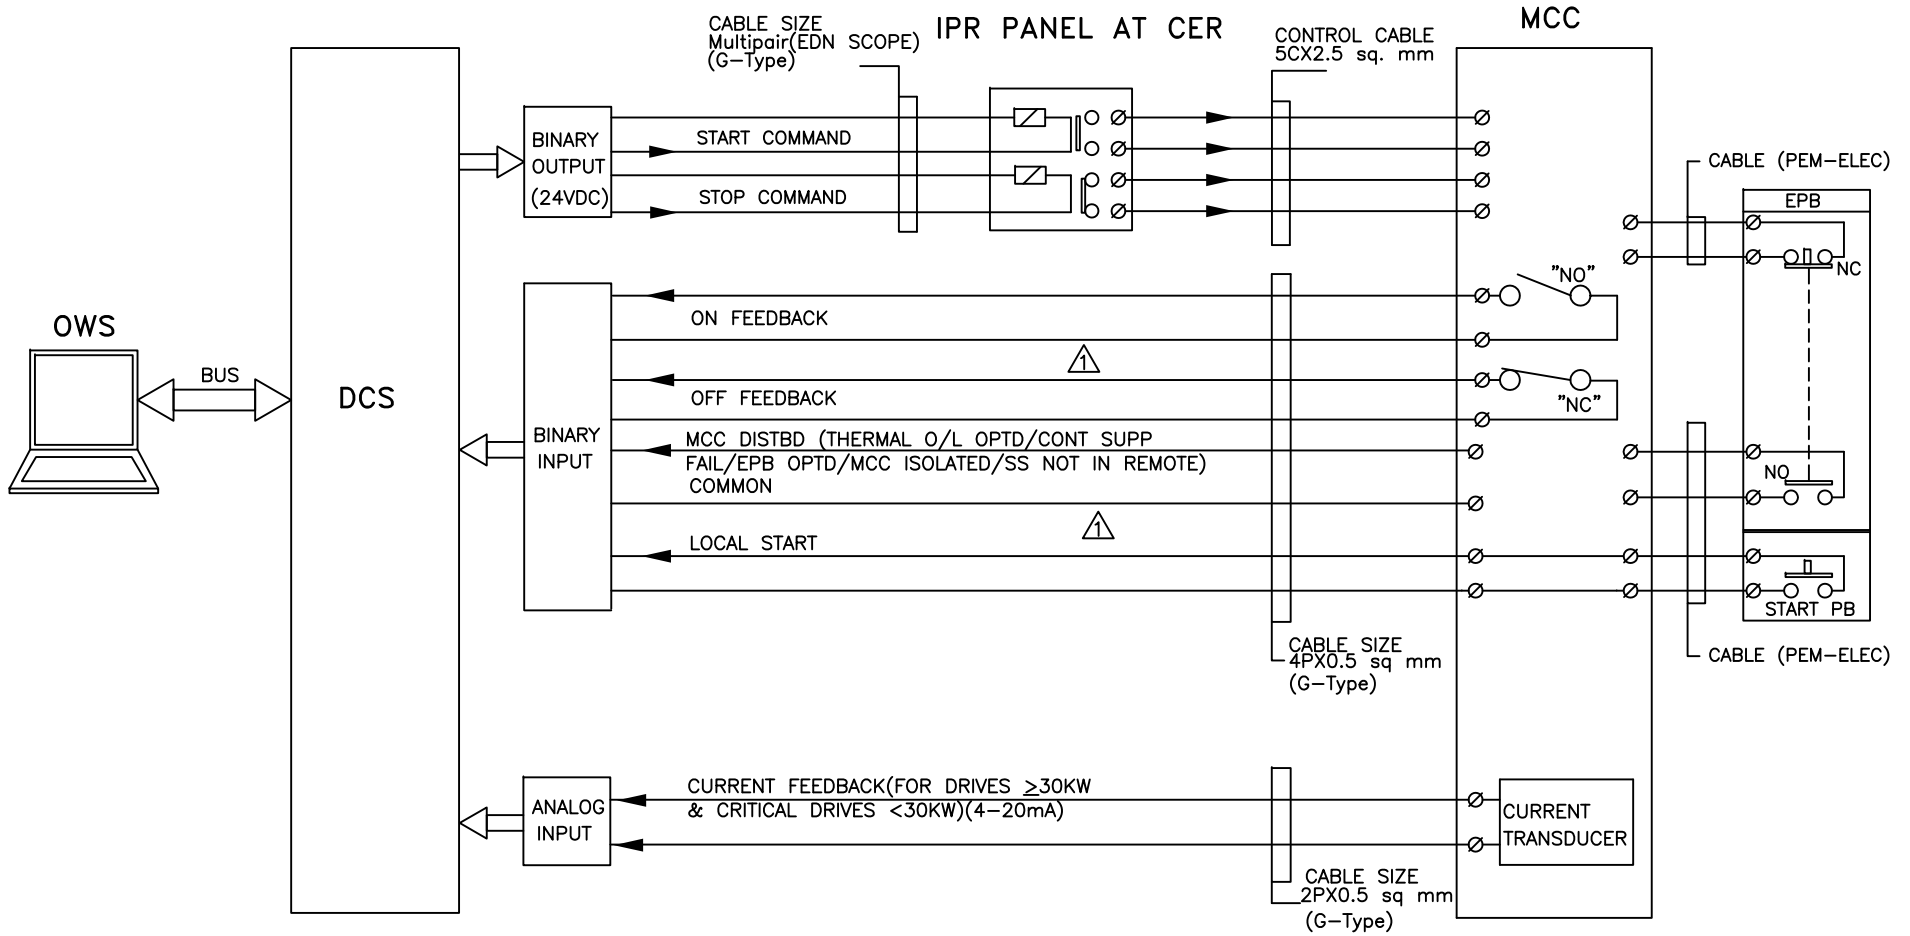 CABLE SIZE
Multipair(EDN SCOPE)
(G-Type)
IPR PANEL AT CER
CONTROL CABLE
5CX2.5 sq. mm
MCC
BINARY
OUTPUT
(24VDC)
START COMMAND
STOP COMMAND
CABLE (PEM-ELEC)
EPB
NC
OWS
BUS
DCS
ON FEEDBACK
"NO"
1
OFF FEEDBACK
"NC"
BINARY
INPUT
MCC DISTBD (THERMAL O/L OPTD/CONT SUPP
FAIL/EPB OPTD/MCC ISOLATED/SS NOT IN REMOTE)
COMMON
NO
1
LOCAL START
START PB
CABLE SIZE
4PX0.5 sq mm
(G-Type)
CABLE (PEM-ELEC)
ANALOG
INPUT
CURRENT FEEDBACK(FOR DRIVES ≥30KW
& CRITICAL DRIVES <30KW)(4-20mA)
CURRENT
TRANSDUCER
CABLE SIZE
2PX0.5 sq mm
(G-Type)